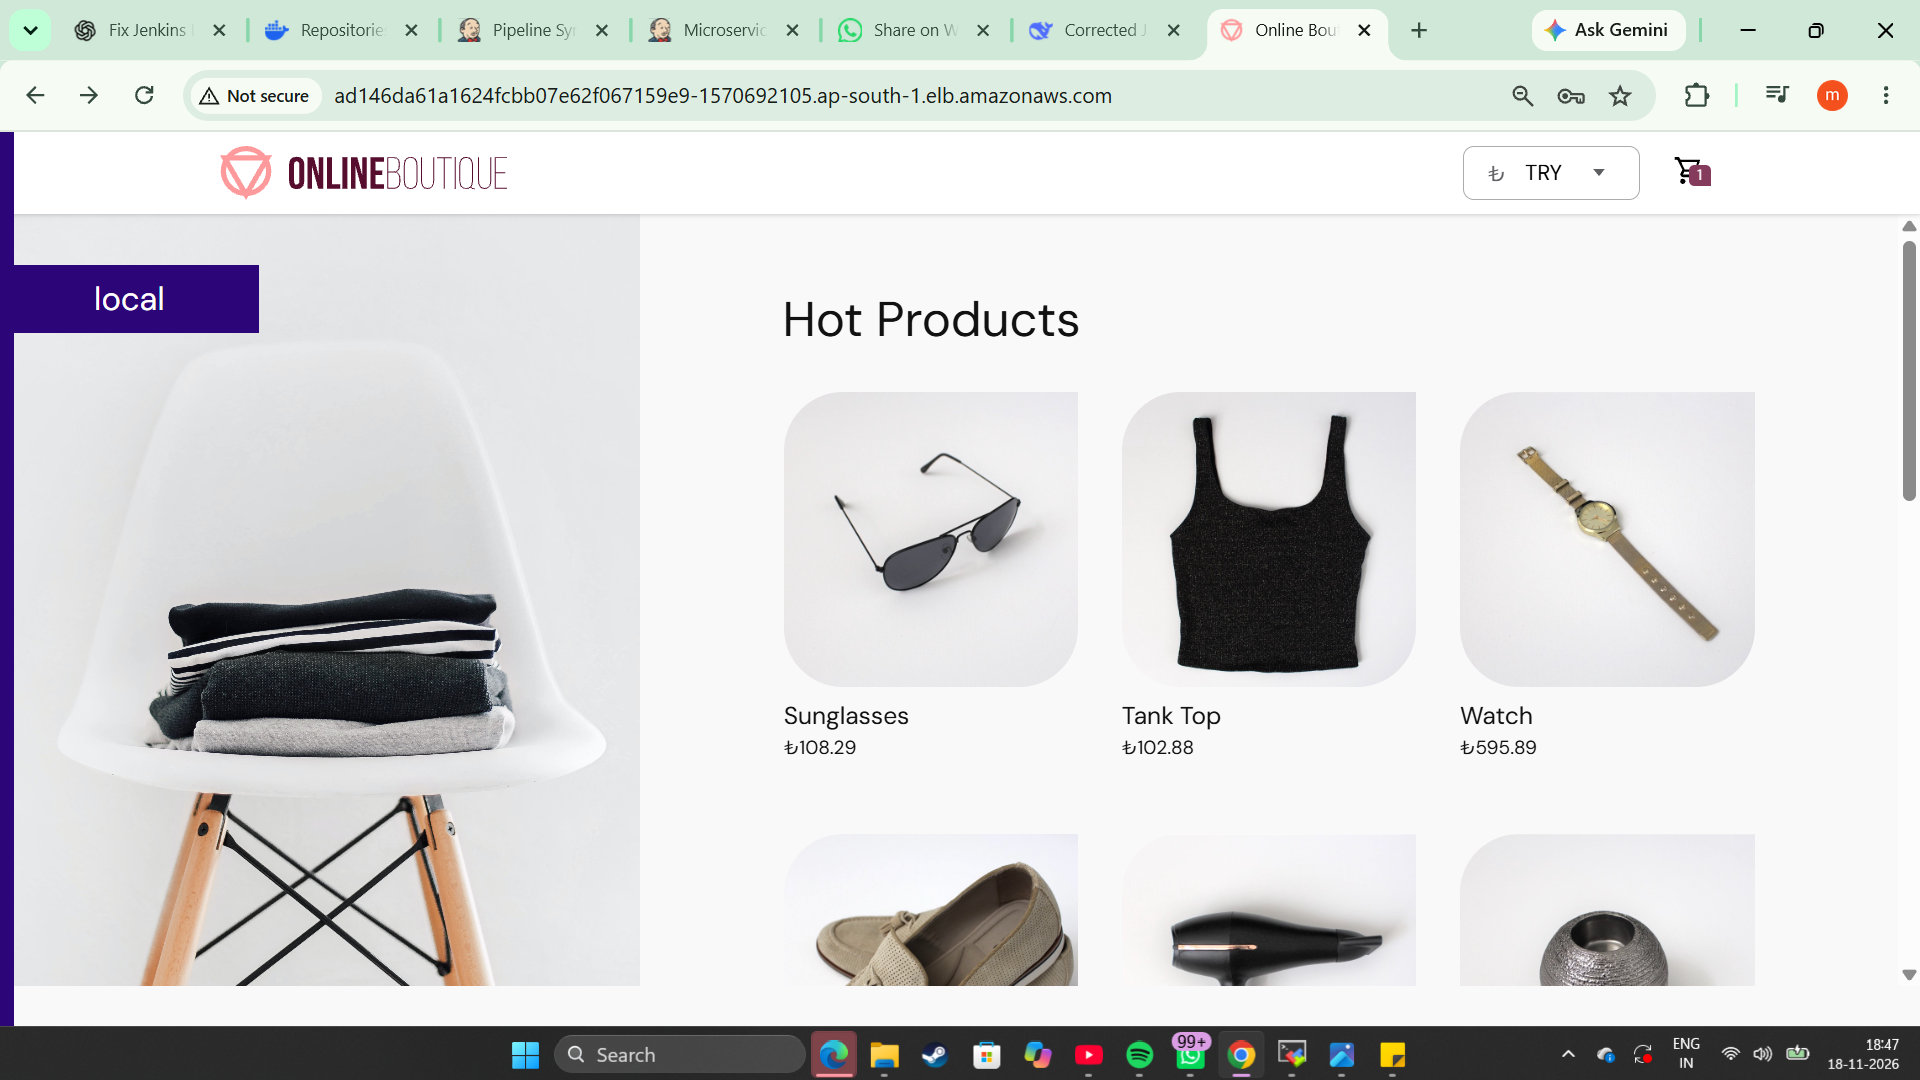 Fix Jenkins
Repositorie
Pipeline Sy
Microservic
Share on W
Corrected J
Online Bou
Ask Gemini
Not secure
ad146da61a1624fcbb07e62f067159e9-1570692105.ap-south-1.elb.amazonaws.com
m
ONLINEBOUTIQUE
₺ TRY
1
local
Hot Products
Sunglasses
₺108.29
Tank Top
₺102.88
Watch
₺595.89
Search
99+
ENG
IN
18:47
18-11-2026